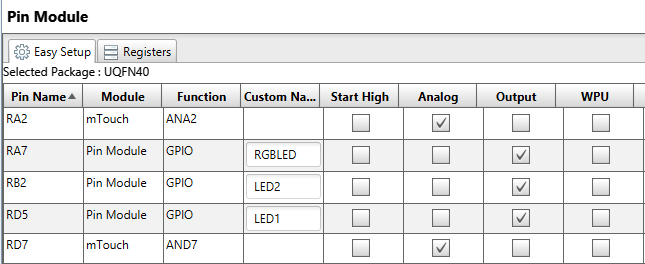 Pin Module
Easy Setup Registers
Selected Package : UQFN40
Pin Name Module Function Custom Na... Start High Analog Output WPU
RA2 mTouch ANA2
RA7 Pin Module GPIO RGBLED
RB2 Pin Module GPIO LED2
RD5 Pin Module GPIO LED1
RD7 mTouch AND7